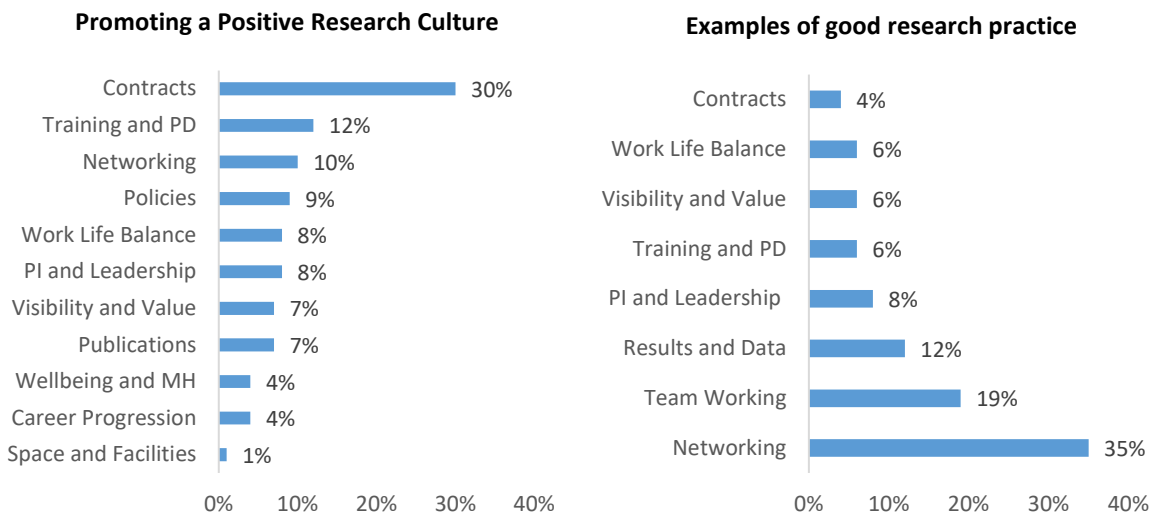 Promoting a Positive Research Culture
Contracts 30%
Training and PD 12%
Networking 10%
Policies 9%
Work Life Balance 8%
PI and Leadership 8%
Visibility and Value 7%
Publications 7%
Wellbeing and MH 4%
Career Progression 4%
Space and Facilities 1%
0% 10% 20% 30% 40%
Examples of good research practice
Contracts 4%
Work Life Balance 6%
Visibility and Value 6%
Training and PD 6%
PI and Leadership 8%
Results and Data 12%
Team Working 19%
Networking 35%
0% 10% 20% 30% 40%